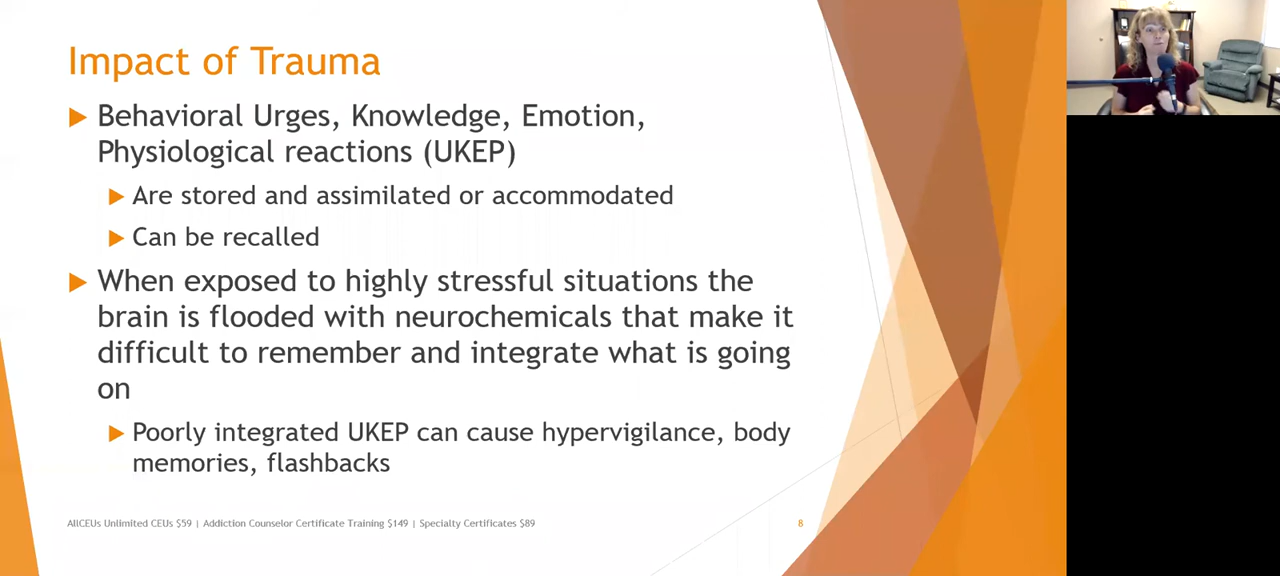 Impact of Trauma
Behavioral Urges, Knowledge, Emotion,
Physiological reactions (UKEP)
Are stored and assimilated or accommodated
Can be recalled
When exposed to highly stressful situations the
brain is flooded with neurochemicals that make it
difficult to remember and integrate what is going
on
Poorly integrated UKEP can cause hypervigilance, body
memories, flashbacks
AllCEUs Unlimited CEUs $59 | Addiction Counselor Certificate Training $149 | Specialty Certificates $89
8